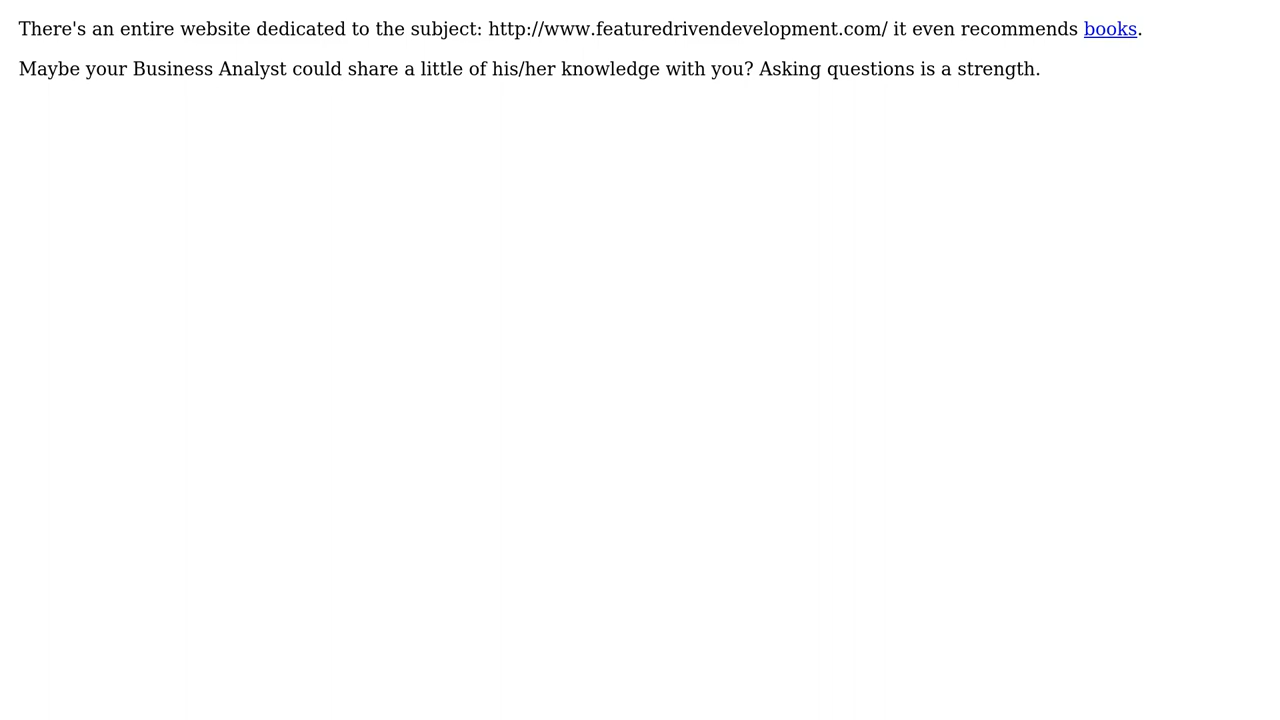 There's an entire website dedicated to the subject: http://www.featuredrivendevelopment.com/ it even recommends books.
Maybe your Business Analyst could share a little of his/her knowledge with you? Asking questions is a strength.